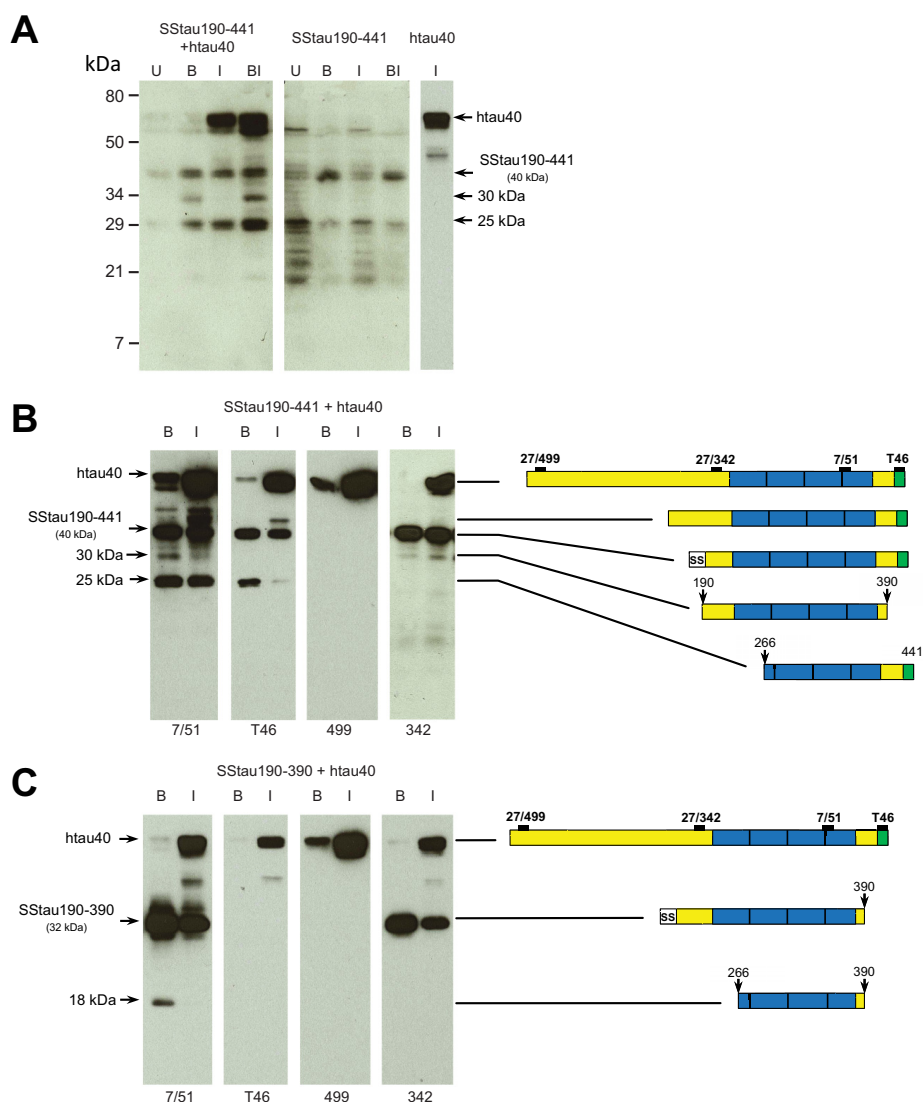 A
SStau190-441
+htau40
SStau190-441
htau40
kDa
U B I BI
U B I BI
I
80
50
34
29
21
7
htau40
SStau190-441
(40 kDa)
30 kDa
25 kDa
B
SStau190-441 + htau40
B I
B I
B I
B I
htau40
SStau190-441
(40 kDa)
30 kDa
25 kDa
7/51
T46
499
342
27/499
27/342
7/51
T46
SS
190
390
266
441
C
SStau190-390 + htau40
B I
B I
B I
B I
htau40
SStau190-390
(32 kDa)
18 kDa
7/51
T46
499
342
27/499
27/342
7/51
T46
SS
390
266
390